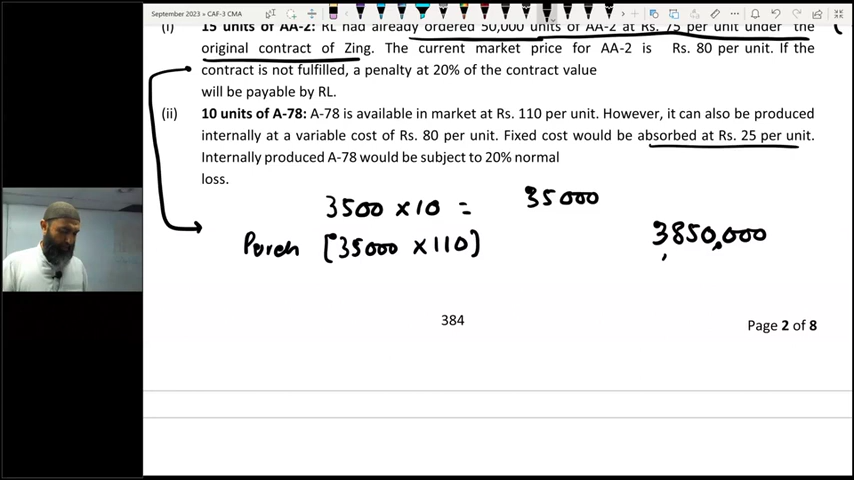 September 2023 » CAF-3 CMA
(i) 15 units of AA-2: RL had already ordered 50,000 units of AA-2 at Rs. 75 per unit under the
original contract of Zing. The current market price for AA-2 is Rs. 80 per unit. If the
contract is not fulfilled, a penalty at 20% of the contract value
will be payable by RL.
(ii) 10 units of A-78: A-78 is available in market at Rs. 110 per unit. However, it can also be produced
internally at a variable cost of Rs. 80 per unit. Fixed cost would be absorbed at Rs. 25 per unit.
Internally produced A-78 would be subject to 20% normal
loss.
3500 × 10 = 35000
[35000 × 110] 3,850,000
384
Page 2 of 8